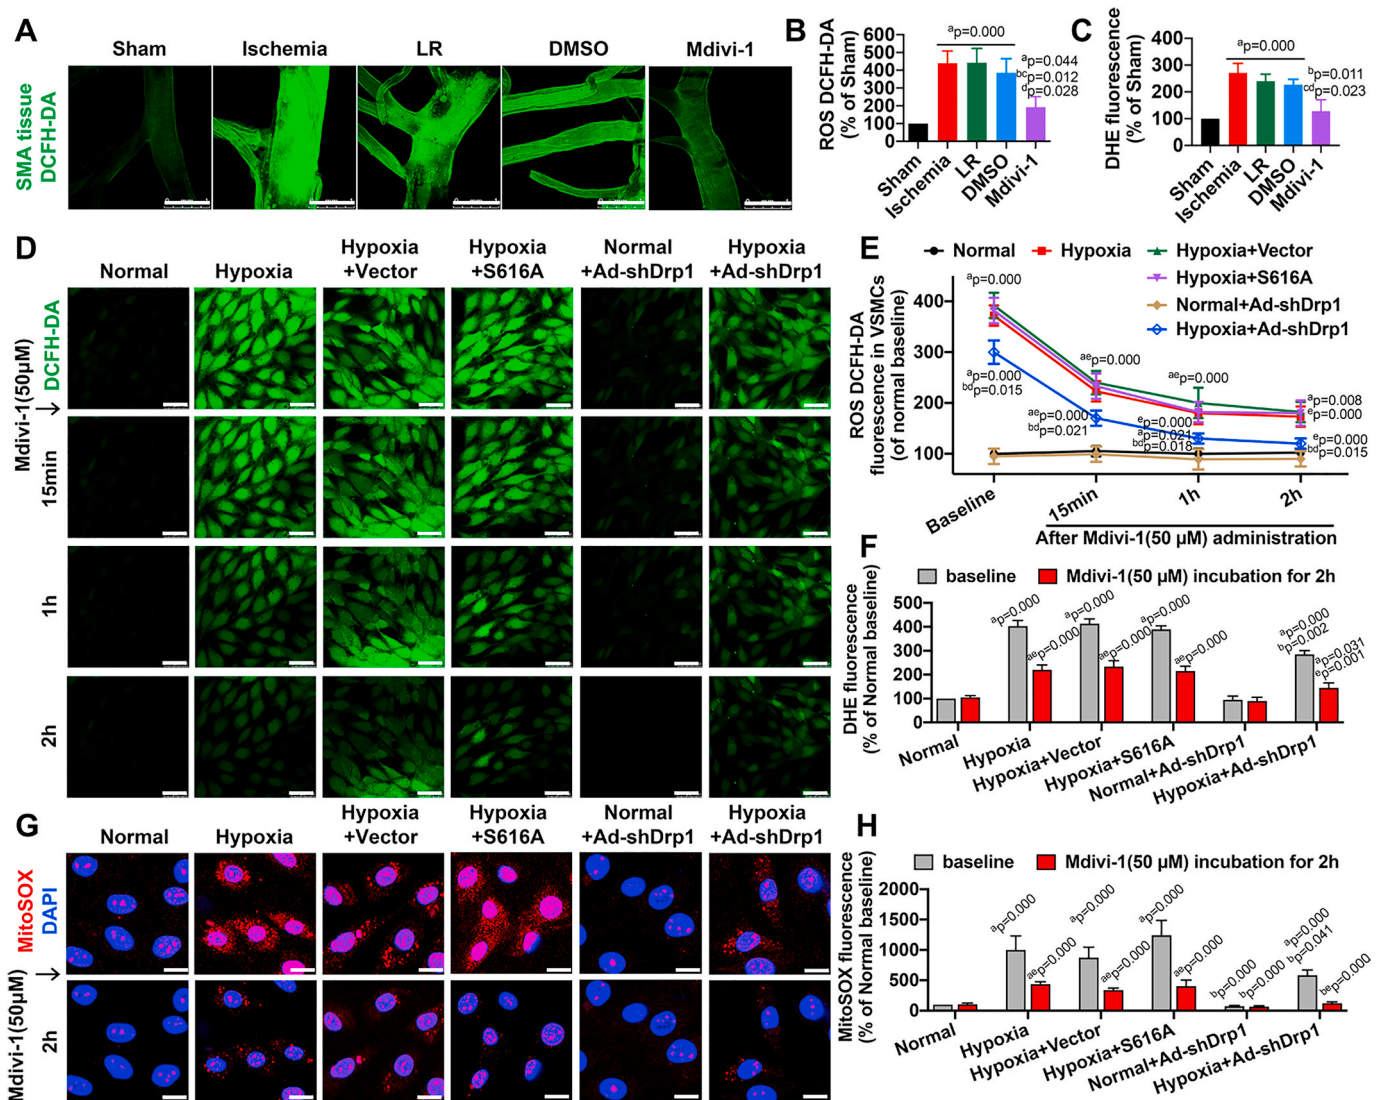 A
Sham
Ischemia
LR
DMSO
Mdivi-1
SMA tissue
DCFH-DA
B
ROS DCFH-DA
(% of Sham)
600
500
400
300
200
100
0
ap=0.000
ap=0.044
bcp=0.012
dp=0.028
Sham
Ischemia
LR
DMSO
Mdivi-1
C
DHE fluorescence
(% of Sham)
400
300
200
100
0
ap=0.000
bp=0.011
cdp=0.023
Sham
Ischemia
LR
DMSO
Mdivi-1
D
Normal
Hypoxia
Hypoxia
+Vector
Hypoxia
+S616A
Normal
+Ad-shDrp1
Hypoxia
+Ad-shDrp1
DCFH-DA
Mdivi-1(50μM)
15min
1h
2h
E
Normal
Hypoxia
Hypoxia+Vector
Hypoxia+S616A
Normal+Ad-shDrp1
Hypoxia+Ad-shDrp1
ROS DCFH-DA
fluorescence in VSMCs
(of normal baseline)
400
300
200
100
ap=0.000
ap=0.000
bdp=0.015
aep=0.000
aep=0.000
bdp=0.021
aep=0.000
ep=0.000
ap=0.021
bdp=0.018
ap=0.008
ep=0.000
ep=0.000
bdp=0.015
Baseline
15min
1h
2h
After Mdivi-1(50 μM) administration
F
baseline
Mdivi-1(50 μM) incubation for 2h
DHE fluorescence
(% of Normal baseline)
500
400
300
200
100
0
ap=0.000
aep=0.000
ap=0.000
aep=0.000
ap=0.000
aep=0.000
ap=0.000
bp=0.002
ap=0.031
ep=0.001
Normal
Hypoxia
Hypoxia+Vector
Hypoxia+S616A
Normal+Ad-shDrp1
Hypoxia+Ad-shDrp1
G
Normal
Hypoxia
Hypoxia
+Vector
Hypoxia
+S616A
Normal
+Ad-shDrp1
Hypoxia
+Ad-shDrp1
MitoSOX
DAPI
Mdivi-1(50μM)
2h
H
baseline
Mdivi-1(50 μM) incubation for 2h
MitoSOX fluorescence
(% of Normal baseline)
2000
1500
1000
500
0
ap=0.000
aep=0.000
ap=0.000
aep=0.000
ap=0.000
aep=0.000
bp=0.000
bp=0.000
ap=0.000
bp=0.041
bep=0.000
Normal
Hypoxia
Hypoxia+Vector
Hypoxia+S616A
Normal+Ad-shDrp1
Hypoxia+Ad-shDrp1